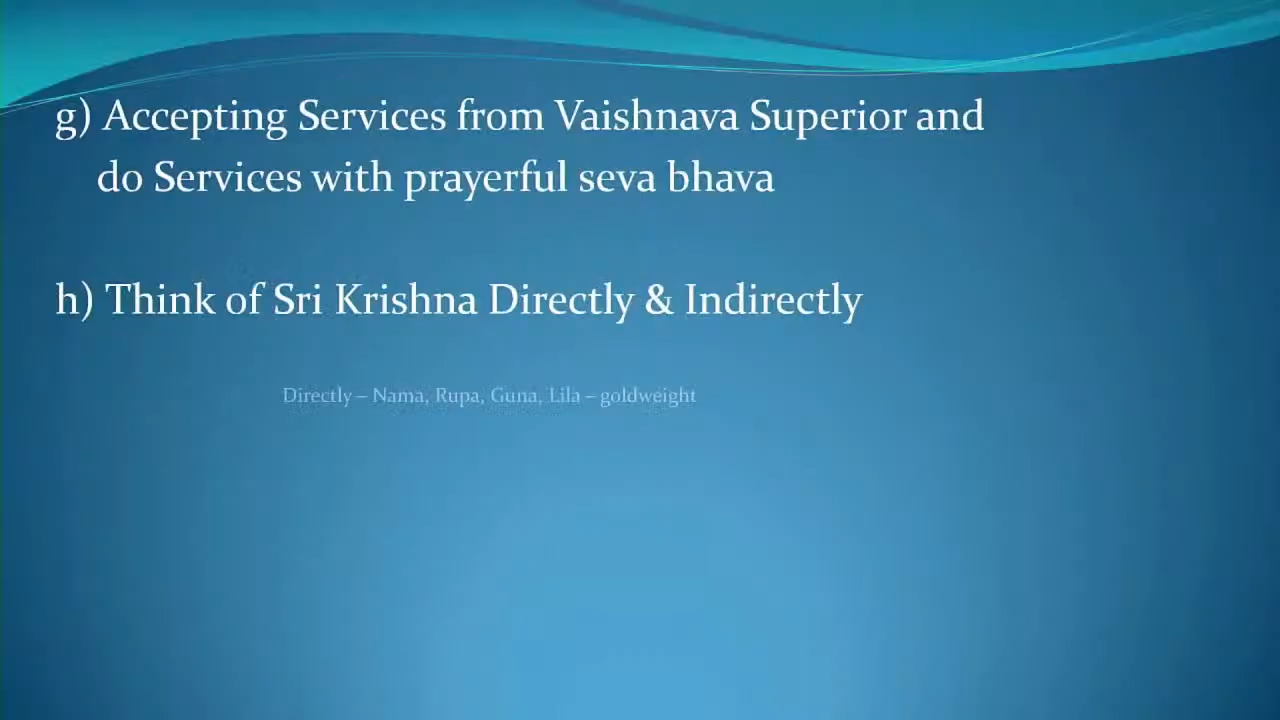 g) Accepting Services from Vaishnava Superior and
do Services with prayerful seva bhava
h) Think of Sri Krishna Directly & Indirectly
Directly – Nama, Rupa, Guna, Lila – goldweight